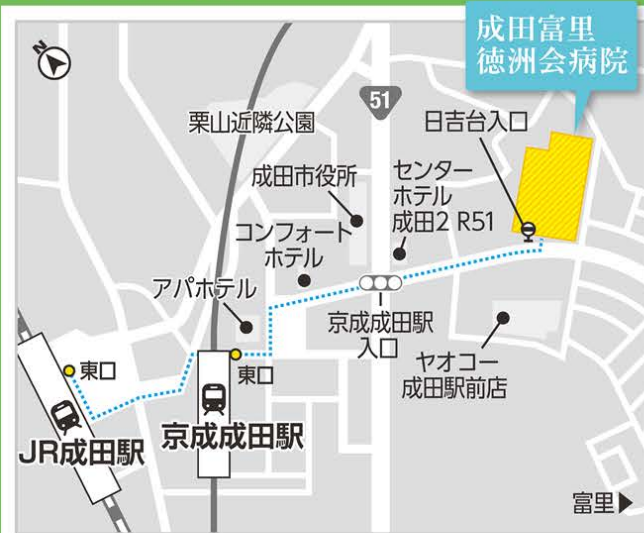 成田富里
徳洲会病院
N
51
栗山近隣公園
日吉台入口
成田市役所
センター
ホテル
成田2 R51
コンフォート
ホテル
アパホテル
京成成田駅
入口
ヤオコー
成田駅前店
東口
東口
JR成田駅
京成成田駅
富里▶